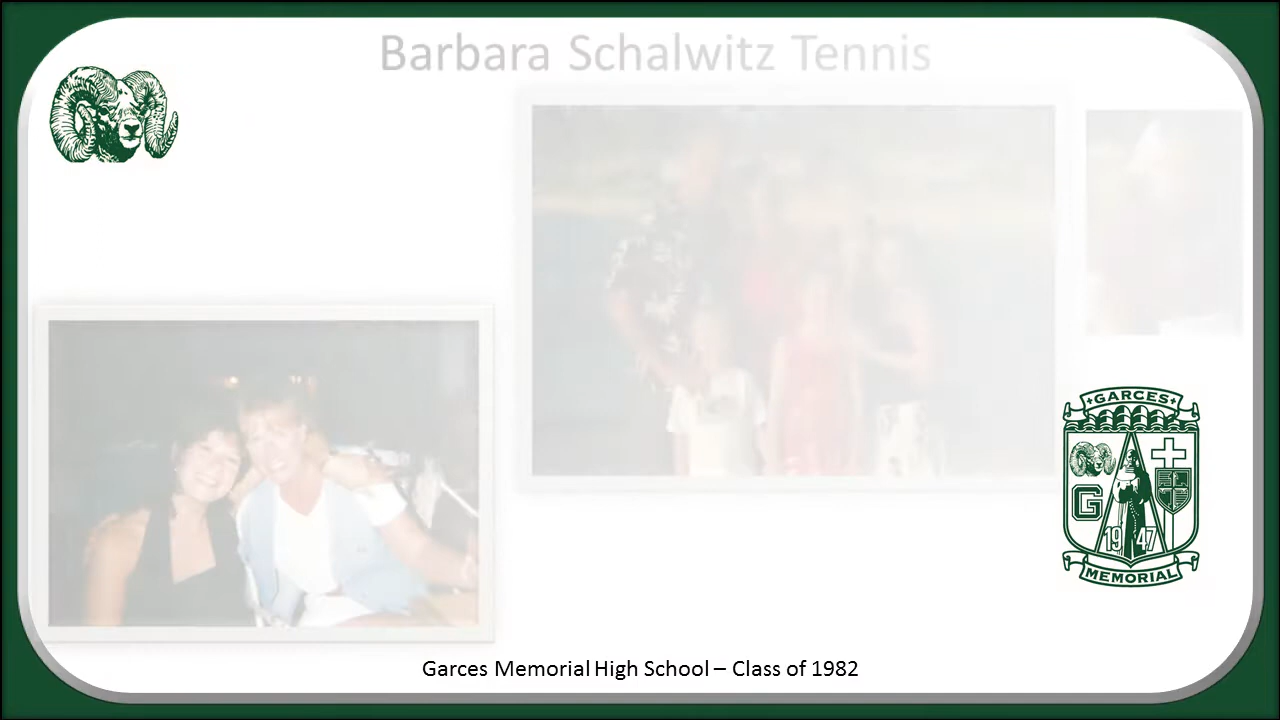 Barbara Schalwitz Tennis
GARCES
G
19 47
MEMORIAL
Garces Memorial High School – Class of 1982